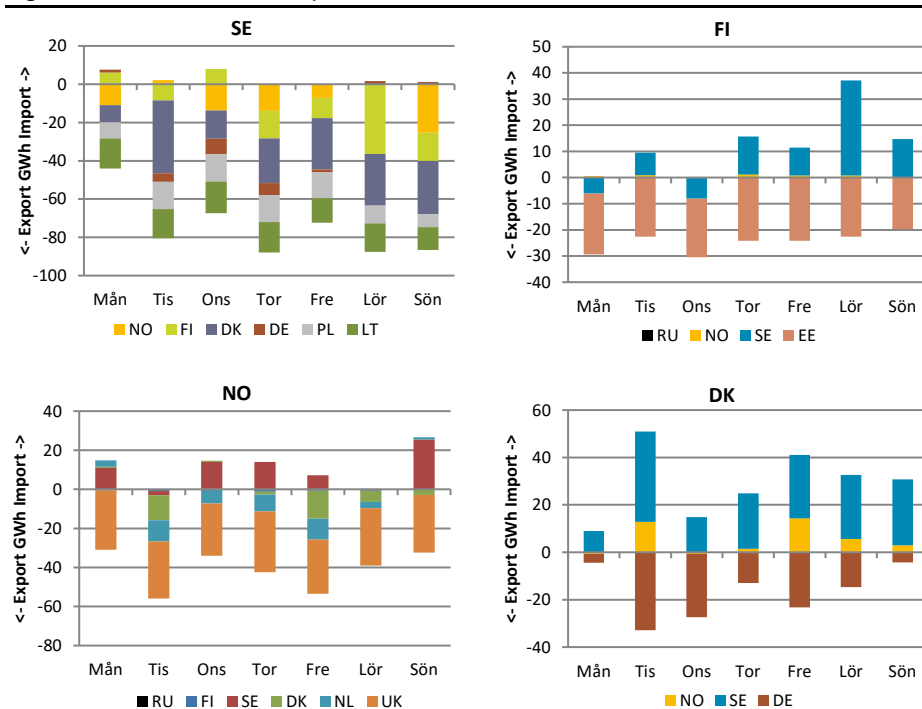 SE
<- Export GWh Import ->
20
0
-20
-40
-60
-80
-100
Mån Tis Ons Tor Fre Lör Sön
NO FI DK DE PL LT
FI
<- Export GWh Import ->
50
40
30
20
10
0
-10
-20
-30
-40
Mån Tis Ons Tor Fre Lör Sön
RU NO SE EE
NO
<- Export GWh Import ->
40
20
0
-20
-40
-60
-80
Mån Tis Ons Tor Fre Lör Sön
RU FI SE DK NL UK
DK
<- Export GWh Import ->
60
40
20
0
-20
-40
Mån Tis Ons Tor Fre Lör Sön
NO SE DE